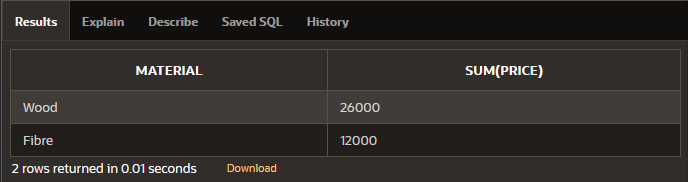 Results Explain Describe Saved SQL History
MATERIAL SUM(PRICE)
Wood 26000
Fibre 12000
2 rows returned in 0.01 seconds Download